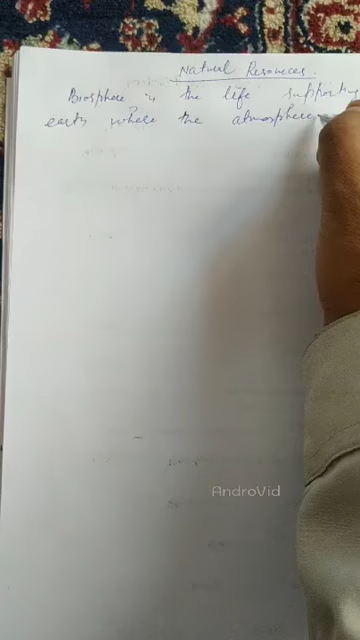 Natural Resources.
Biosphere is the life supporting
earth where the atmosphere
AndroVid